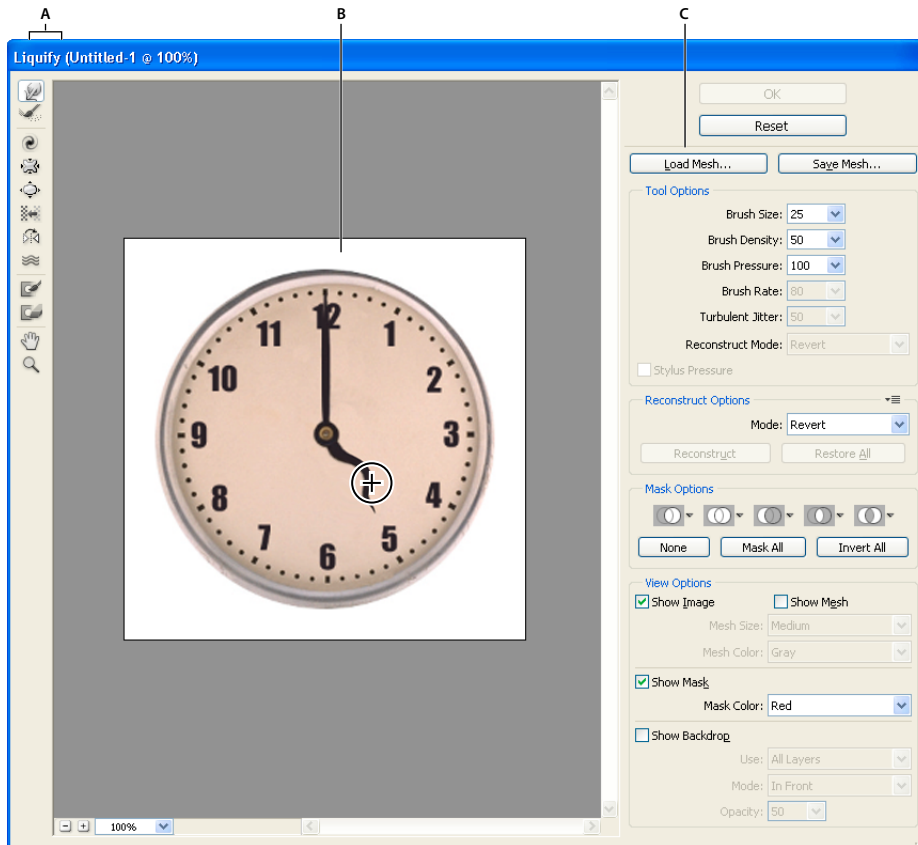 A B C
Liquify (Untitled-1 @ 100%)
OK
Reset
Load Mesh... Save Mesh...
Tool Options
Brush Size: 25
Brush Density: 50
Brush Pressure: 100
Brush Rate: 80
Turbulent Jitter: 50
Reconstruct Mode: Revert
Stylus Pressure
Reconstruct Options
Mode: Revert
Reconstruct Restore All
Mask Options
None Mask All Invert All
View Options
Show Image Show Mesh
Mesh Size: Medium
Mesh Color: Gray
Show Mask
Mask Color: Red
Show Backdrop
Use: All Layers
Mode: In Front
Opacity: 50
12
1
2
3
4
5
6
7
8
9
10
11
100%